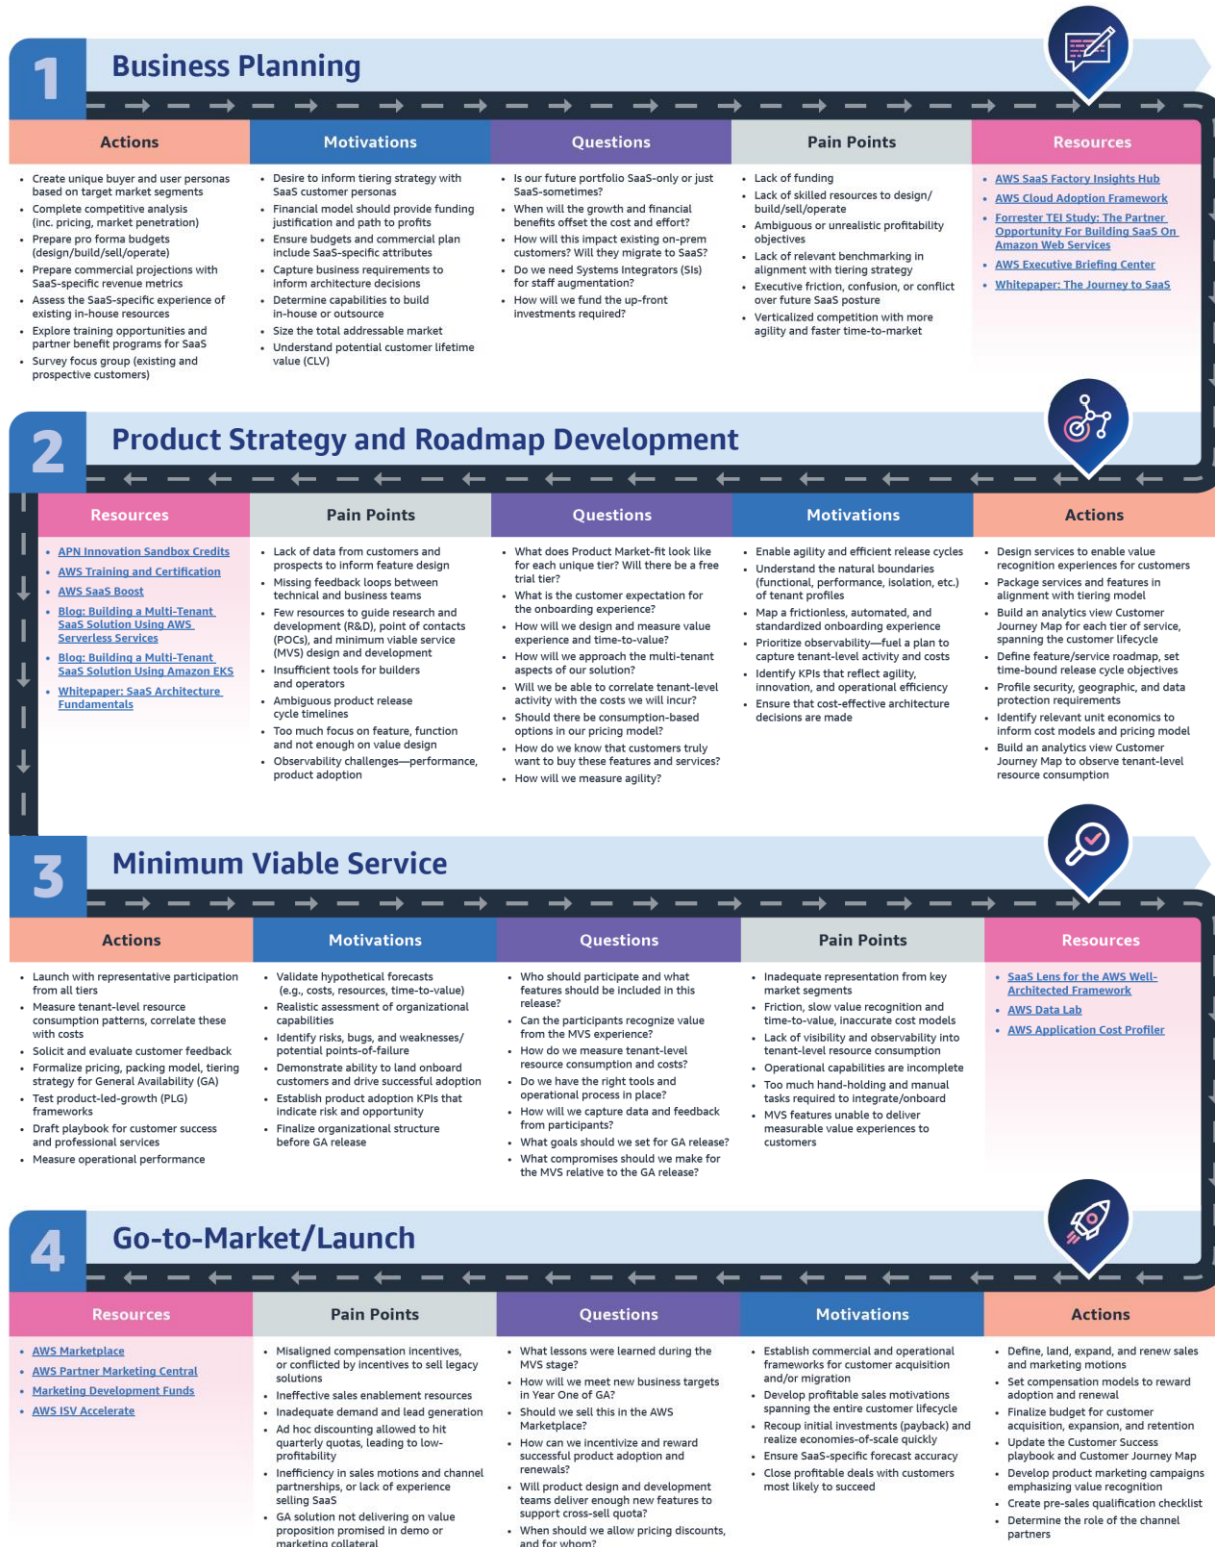 1
Business Planning
Actions
• Create unique buyer and user personas
based on target market segments
• Complete competitive analysis
(inc. pricing, market penetration)
• Prepare pro forma budgets
(design/build/sell/operate)
• Prepare commercial projections with
SaaS-specific revenue metrics
• Assess the SaaS-specific experience of
existing in-house resources
• Explore training opportunities and
partner benefit programs for SaaS
• Survey focus group (existing and
prospective customers)
Motivations
• Desire to inform tiering strategy with
SaaS customer personas
• Financial model should provide funding
justification and path to profits
• Ensure budgets and commercial plan
include SaaS-specific attributes
• Capture business requirements to
inform architecture decisions
• Determine capabilities to build
in-house or outsource
• Size the total addressable market
• Understand potential customer lifetime
value (CLV)
Questions
• Is our future portfolio SaaS-only or just
SaaS-sometimes?
• When will the growth and financial
benefits offset the cost and effort?
• How will this impact existing on-prem
customers? Will they migrate to SaaS?
• Do we need Systems Integrators (SIs)
for staff augmentation?
• How will we fund the up-front
investments required?
Pain Points
• Lack of funding
• Lack of skilled resources to design/
build/sell/operate
• Ambiguous or unrealistic profitability
objectives
• Lack of relevant benchmarking in
alignment with tiering strategy
• Executive friction, confusion, or conflict
over future SaaS posture
• Verticalized competition with more
agility and faster time-to-market
Resources
• AWS SaaS Factory Insights Hub
• AWS Cloud Adoption Framework
• Forrester TEI Study: The Partner
Opportunity For Building SaaS On
Amazon Web Services
• AWS Executive Briefing Center
• Whitepaper: The Journey to SaaS
2
Product Strategy and Roadmap Development
Resources
• APN Innovation Sandbox Credits
• AWS Training and Certification
• AWS SaaS Boost
• Blog: Building a Multi-Tenant
SaaS Solution Using AWS
Serverless Services
• Blog: Building a Multi-Tenant
SaaS Solution Using Amazon EKS
• Whitepaper: SaaS Architecture
Fundamentals
Pain Points
• Lack of data from customers and
prospects to inform feature design
• Missing feedback loops between
technical and business teams
• Few resources to guide research and
development (R&D), point of contacts
(POCs), and minimum viable service
(MVS) design and development
• Insufficient tools for builders
and operators
• Ambiguous product release
cycle timelines
• Too much focus on feature, function
and not enough on value design
• Observability challenges—performance,
product adoption
Questions
• What does Product Market-fit look like
for each unique tier? Will there be a free
trial tier?
• What is the customer expectation for
the onboarding experience?
• How will we design and measure value
experience and time-to-value?
• How will we approach the multi-tenant
aspects of our solution?
• Will we be able to correlate tenant-level
activity with the costs we will incur?
• Should there be consumption-based
options in our pricing model?
• How do we know that customers truly
want to buy these features and services?
• How will we measure agility?
Motivations
• Enable agility and efficient release cycles
• Understand the natural boundaries
(functional, performance, isolation, etc.)
of tenant profiles
• Map a frictionless, automated, and
standardized onboarding experience
• Prioritize observability—fuel a plan to
capture tenant-level activity and costs
• Identify KPIs that reflect agility,
innovation, and operational efficiency
• Ensure that cost-effective architecture
decisions are made
Actions
• Design services to enable value
recognition experiences for customers
• Package services and features in
alignment with tiering model
• Build an analytics view Customer
Journey Map for each tier of service,
spanning the customer lifecycle
• Define feature/service roadmap, set
time-bound release cycle objectives
• Profile security, geographic, and data
protection requirements
• Identify relevant unit economics to
inform cost models and pricing model
• Build an analytics view Customer
Journey Map to observe tenant-level
resource consumption
3
Minimum Viable Service
Actions
• Launch with representative participation
from all tiers
• Measure tenant-level resource
consumption patterns, correlate these
with costs
• Solicit and evaluate customer feedback
• Formalize pricing, packing model, tiering
strategy for General Availability (GA)
• Test product-led-growth (PLG)
frameworks
• Draft playbook for customer success
and professional services
• Measure operational performance
Motivations
• Validate hypothetical forecasts
(e.g., costs, resources, time-to-value)
• Realistic assessment of organizational
capabilities
• Identify risks, bugs, and weaknesses/
potential points-of-failure
• Demonstrate ability to land onboard
customers and drive successful adoption
• Establish product adoption KPIs that
indicate risk and opportunity
• Finalize organizational structure
before GA release
Questions
• Who should participate and what
features should be included in this
release?
• Can the participants recognize value
from the MVS experience?
• How do we measure tenant-level
resource consumption and costs?
• Do we have the right tools and
operational process in place?
• How will we capture data and feedback
from participants?
• What goals should we set for GA release?
• What compromises should we make for
the MVS relative to the GA release?
Pain Points
• Inadequate representation from key
market segments
• Friction, slow value recognition and
time-to-value, inaccurate cost models
• Lack of visibility and observability into
tenant-level resource consumption
• Operational capabilities are incomplete
• Too much hand-holding and manual
tasks required to integrate/onboard
• MVS features unable to deliver
measurable value experiences to
customers
Resources
• SaaS Lens for the AWS Well-
Architected Framework
• AWS Data Lab
• AWS Application Cost Profiler
4
Go-to-Market/Launch
Resources
• AWS Marketplace
• AWS Partner Marketing Central
• Marketing Development Funds
• AWS ISV Accelerate
Pain Points
• Misaligned compensation incentives,
or conflicted by incentives to sell legacy
solutions
• Ineffective sales enablement resources
• Inadequate demand and lead generation
• Ad hoc discounting allowed to hit
quarterly quotas, leading to low-
profitability
• Inefficiency in sales motions and channel
partnerships, or lack of experience
selling SaaS
• GA solution not delivering on value
proposition promised in demo or
marketing collateral
Questions
• What lessons were learned during the
MVS stage?
• How will we meet new business targets
in Year One of GA?
• Should we sell this in the AWS
Marketplace?
• How can we incentivize and reward
successful product adoption and
renewals?
• Will product design and development
teams deliver enough new features to
support cross-sell quota?
• When should we allow pricing discounts,
and for whom?
Motivations
• Establish commercial and operational
frameworks for customer acquisition
and/or migration
• Develop profitable sales motivations
spanning the entire customer lifecycle
• Recoup initial investments (payback) and
realize economies-of-scale quickly
• Ensure SaaS-specific forecast accuracy
• Close profitable deals with customers
most likely to succeed
Actions
• Define, land, expand, and renew sales
and marketing motions
• Set compensation models to reward
adoption and renewal
• Finalize budget for customer
acquisition, expansion, and retention
• Update the Customer Success
playbook and Customer Journey Map
• Develop product marketing campaigns
emphasizing value recognition
• Create pre-sales qualification checklist
• Determine the role of the channel
partners